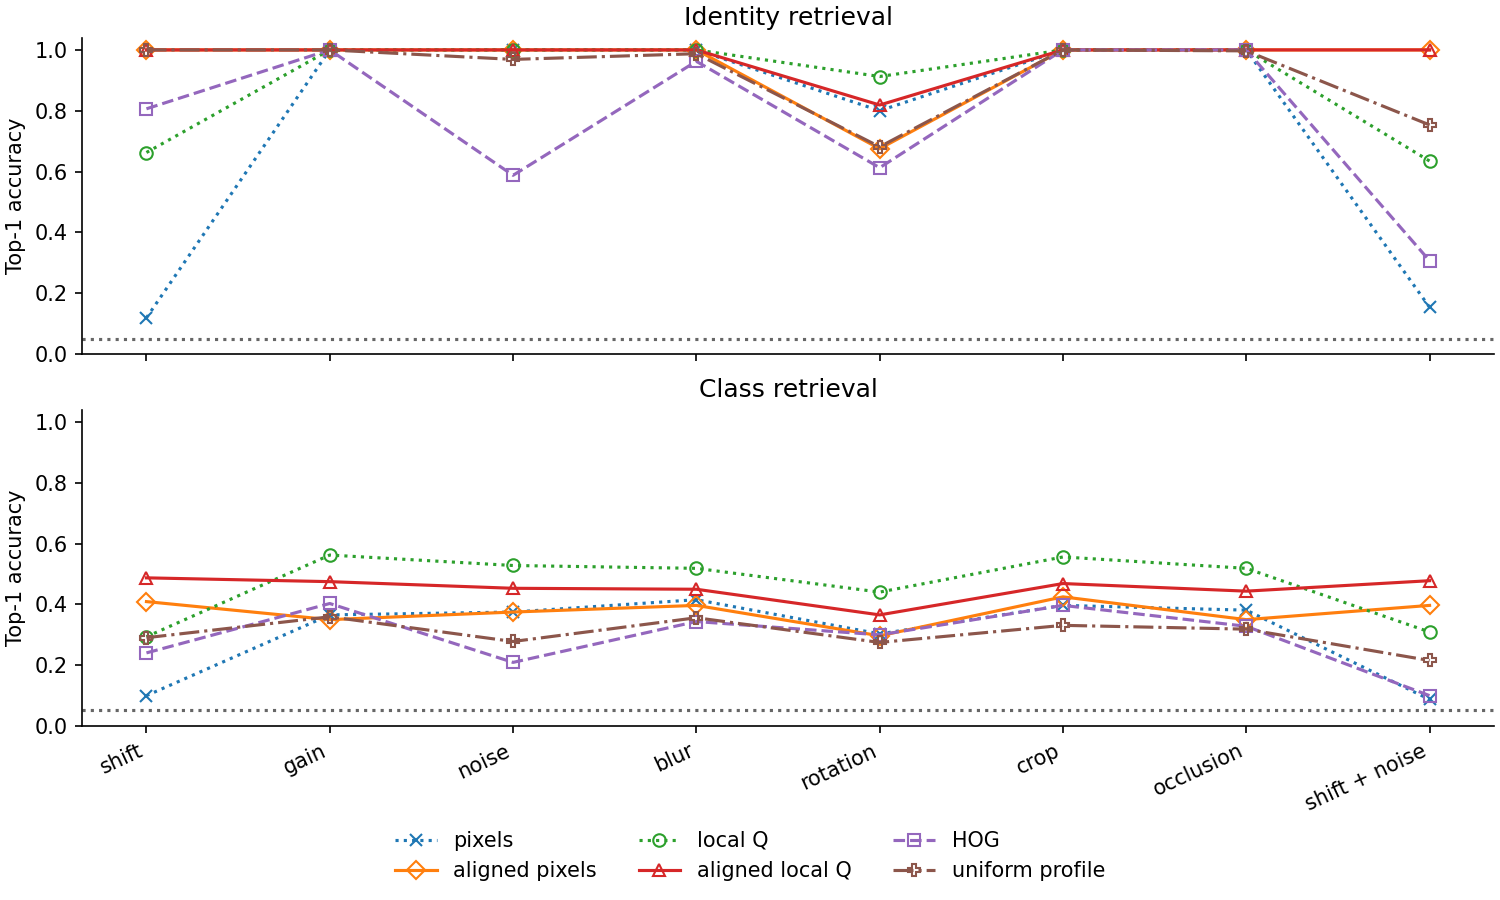 Identity retrieval
Top-1 accuracy
1.0
0.8
0.6
0.4
0.2
0.0
Class retrieval
Top-1 accuracy
1.0
0.8
0.6
0.4
0.2
0.0
shift
gain
noise
blur
rotation
crop
occlusion
shift + noise
pixels
local Q
HOG
aligned pixels
aligned local Q
uniform profile